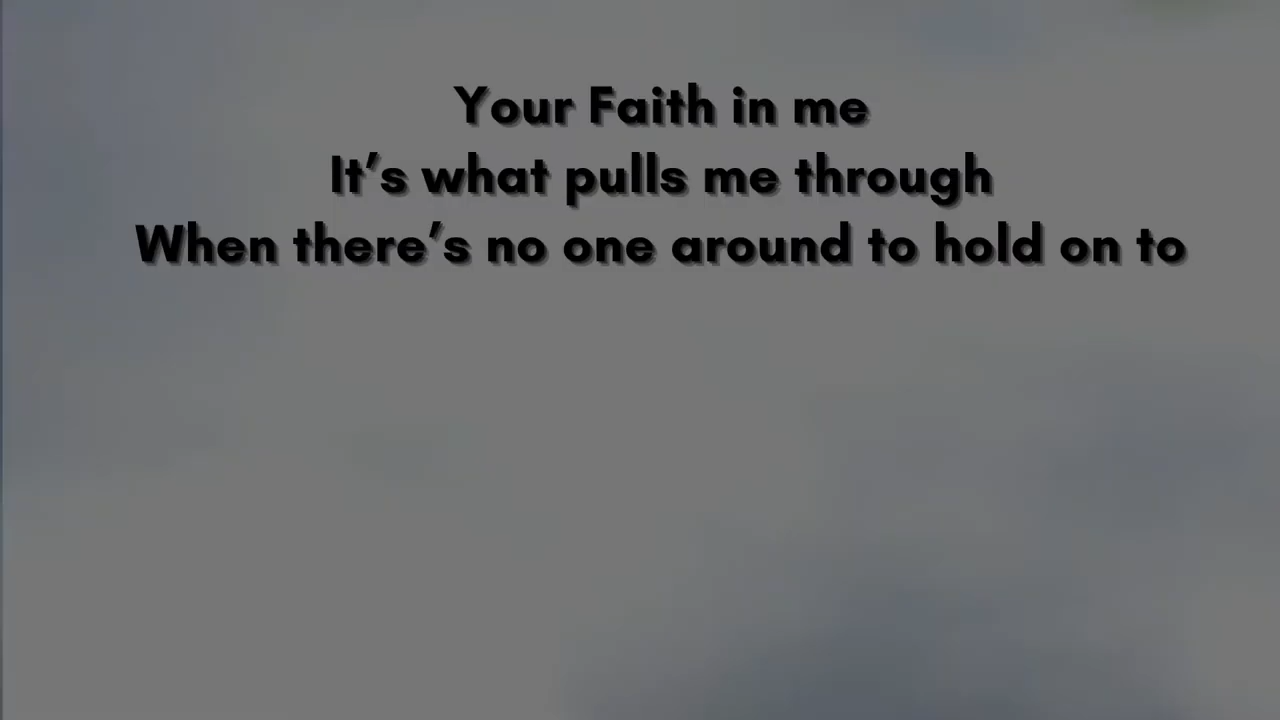 Your Faith in me
It’s what pulls me through
When there’s no one around to hold on to